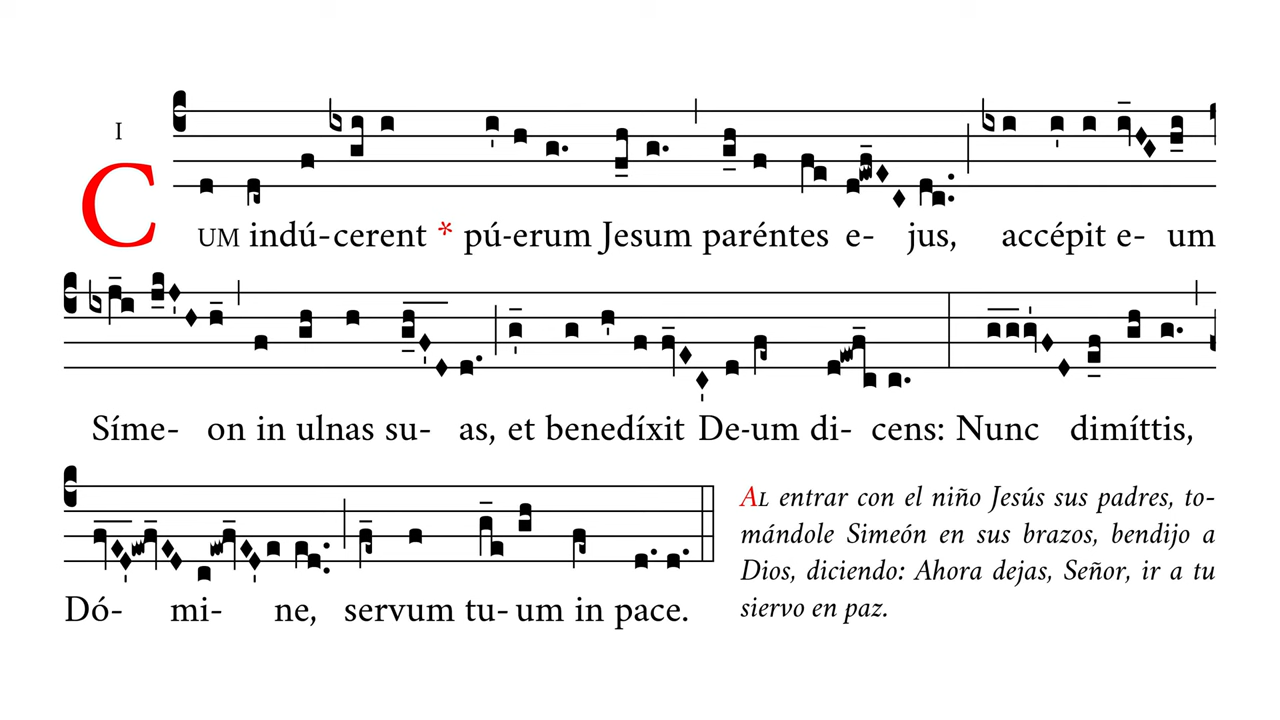 I
CUM indú-cerent * pú-erum Jesum paréntes e- jus, accépit e- um
Síme- on in ulnas su- as, et benedíxit De-um di- cens: Nunc dimíttis,
Dó- mi- ne, servum tu- um in pace.
AL entrar con el niño Jesús sus padres, to-
mándole Simeón en sus brazos, bendijo a
Dios, diciendo: Ahora dejas, Señor, ir a tu
siervo en paz.